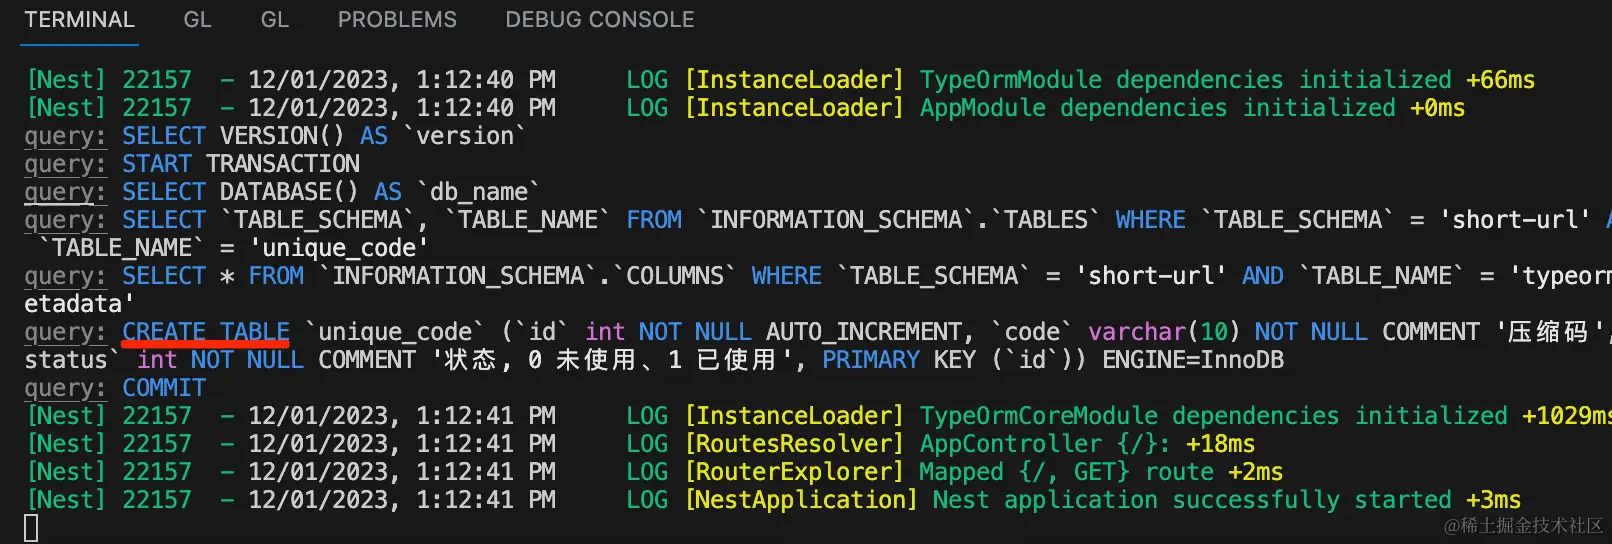 TERMINAL GL GL PROBLEMS DEBUG CONSOLE
[Nest] 22157  - 12/01/2023, 1:12:40 PM     LOG [InstanceLoader] TypeOrmModule dependencies initialized +66ms
[Nest] 22157  - 12/01/2023, 1:12:40 PM     LOG [InstanceLoader] AppModule dependencies initialized +0ms
query: SELECT VERSION() AS `version`
query: START TRANSACTION
query: SELECT DATABASE() AS `db_name`
query: SELECT `TABLE_SCHEMA`, `TABLE_NAME` FROM `INFORMATION_SCHEMA`.`TABLES` WHERE `TABLE_SCHEMA` = 'short-url'
`TABLE_NAME` = 'unique_code'
query: SELECT * FROM `INFORMATION_SCHEMA`.`COLUMNS` WHERE `TABLE_SCHEMA` = 'short-url' AND `TABLE_NAME` = 'typeorm
etadata'
query: CREATE TABLE `unique_code` (`id` int NOT NULL AUTO_INCREMENT, `code` varchar(10) NOT NULL COMMENT '压缩码',
status` int NOT NULL COMMENT '状态, 0 未使用、1 已使用', PRIMARY KEY (`id`)) ENGINE=InnoDB
query: COMMIT
[Nest] 22157  - 12/01/2023, 1:12:41 PM     LOG [InstanceLoader] TypeOrmCoreModule dependencies initialized +1029ms
[Nest] 22157  - 12/01/2023, 1:12:41 PM     LOG [RoutesResolver] AppController {/}: +18ms
[Nest] 22157  - 12/01/2023, 1:12:41 PM     LOG [RouterExplorer] Mapped {/, GET} route +2ms
[Nest] 22157  - 12/01/2023, 1:12:41 PM     LOG [NestApplication] Nest application successfully started +3ms
@稀土掘金技术社区